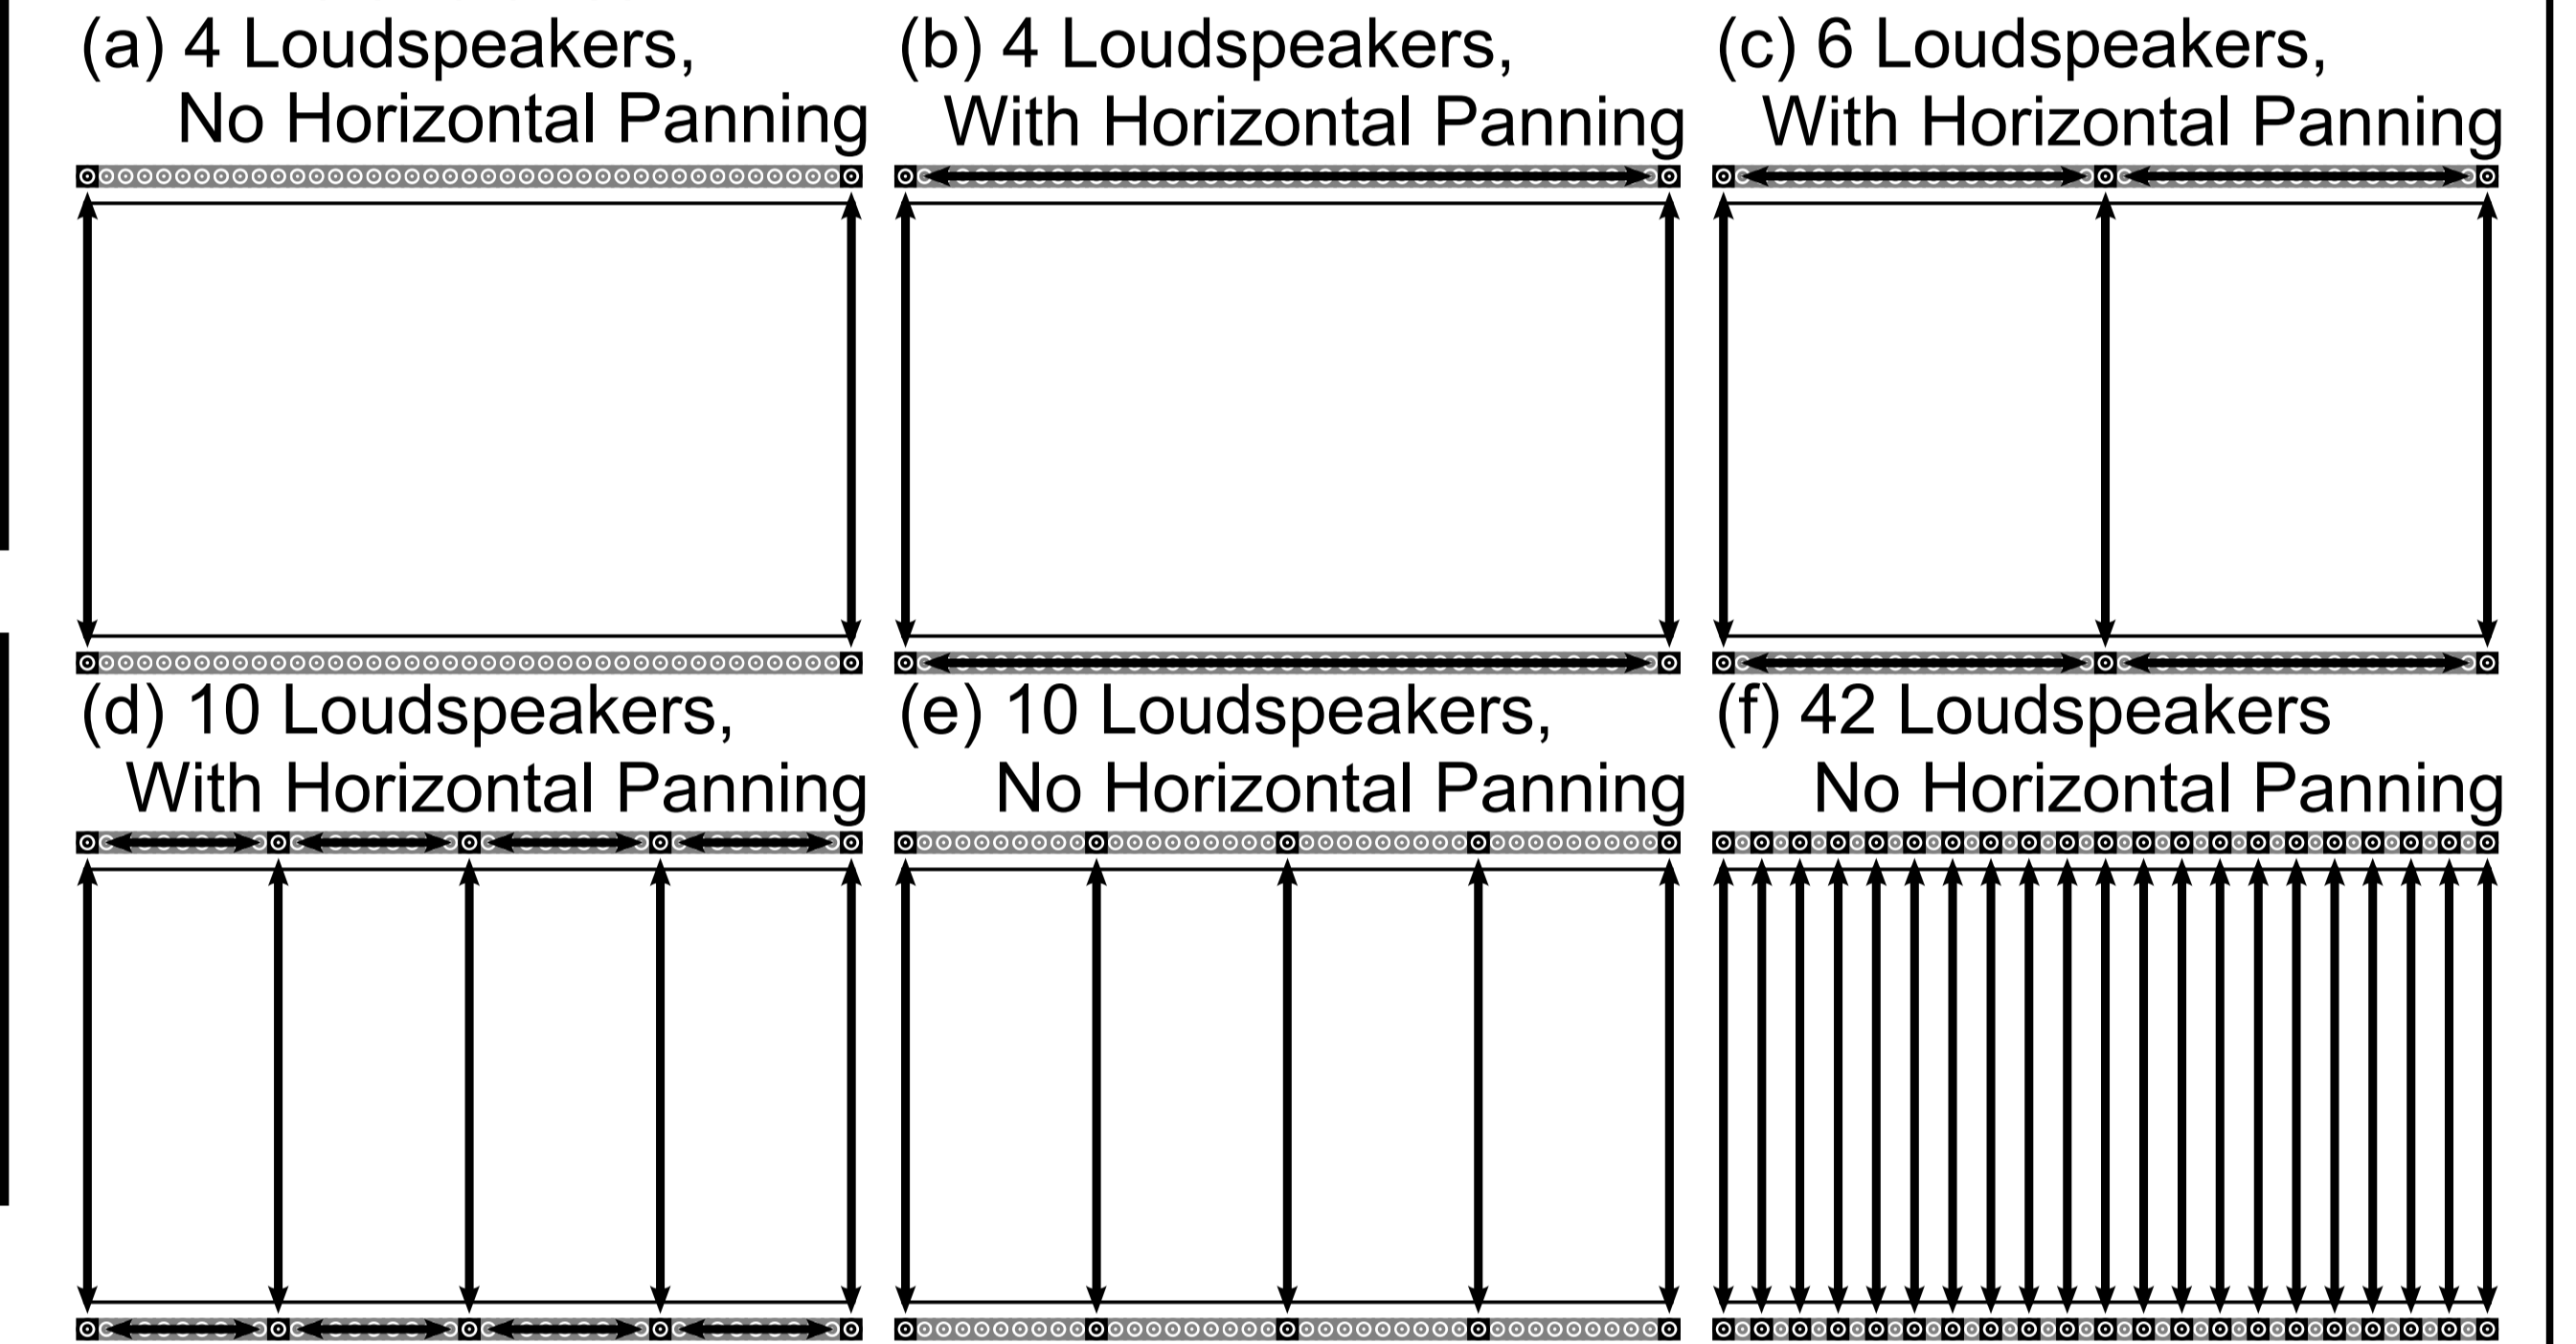 (a) 4 Loudspeakers,
No Horizontal Panning
(b) 4 Loudspeakers,
With Horizontal Panning
(c) 6 Loudspeakers,
With Horizontal Panning
(d) 10 Loudspeakers,
With Horizontal Panning
(e) 10 Loudspeakers,
No Horizontal Panning
(f) 42 Loudspeakers
No Horizontal Panning